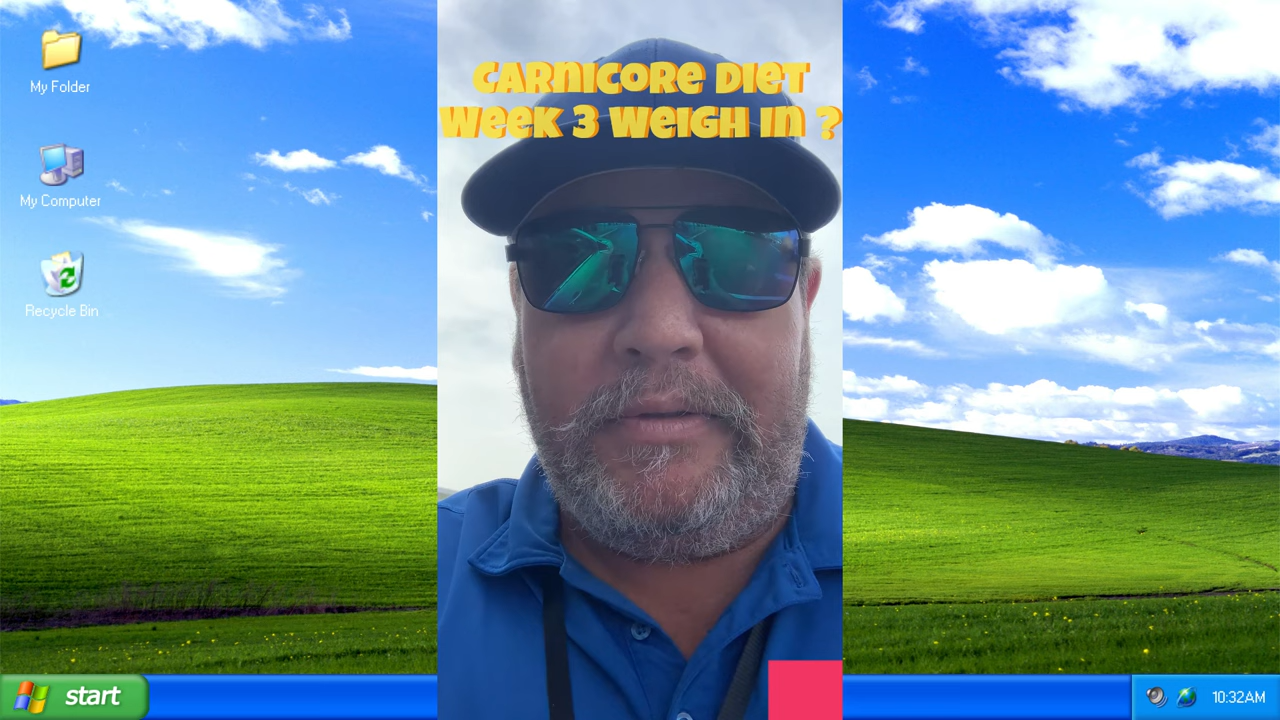 My Folder
My Computer
Recycle Bin
CARNICORE DIET
WEEK 3 WEIGH IN ?
start
10:32AM